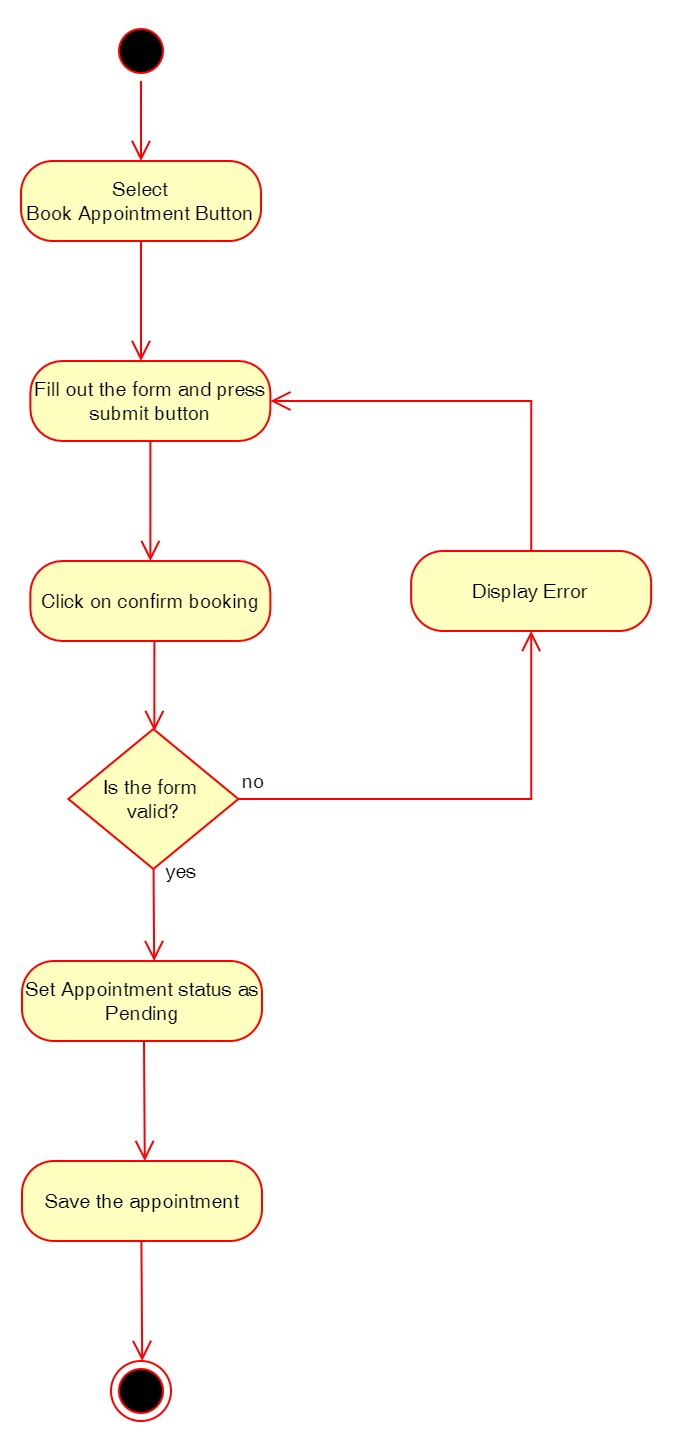 Select
Book Appointment Button
Fill out the form and press
submit button
Click on confirm booking
Display Error
Is the form
valid?
no
yes
Set Appointment status as
Pending
Save the appointment